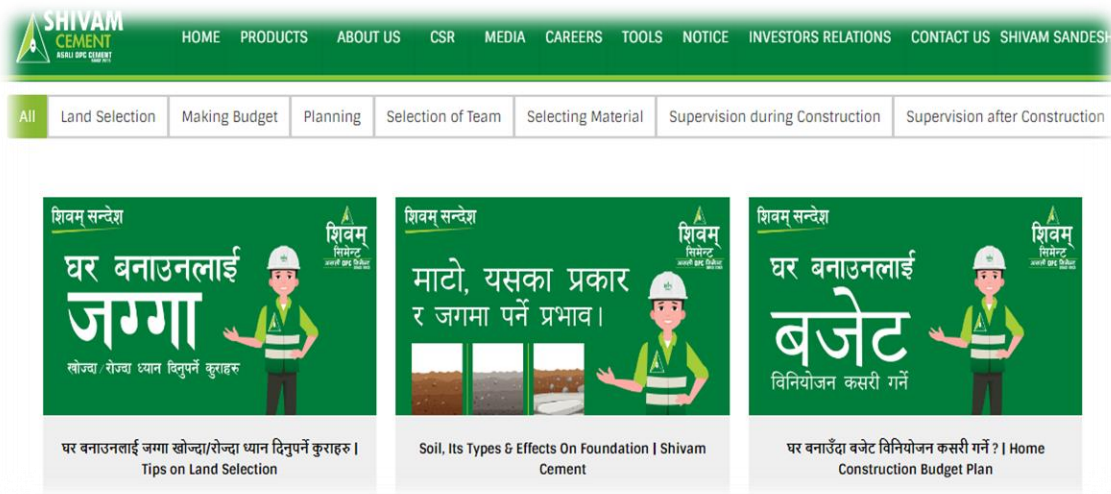 SHIVAM
CEMENT
ASALI OPC CEMENT
HOME PRODUCTS ABOUT US CSR MEDIA CAREERS TOOLS NOTICE INVESTORS RELATIONS CONTACT US SHIVAM SANDESH
All Land Selection Making Budget Planning Selection of Team Selecting Material Supervision during Construction Supervision after Construction
शिवम् सन्देश
शिवम्
सिमेन्ट
घर बनाउनलाई
जग्गा
खोज्दा/रोज्दा ध्यान दिनुपर्ने कुराहरु
घर बनाउनलाई जग्गा खोज्दा/रोज्दा ध्यान दिनुपर्ने कुराहरु |
Tips on Land Selection
शिवम् सन्देश
शिवम्
सिमेन्ट
माटो, यसका प्रकार
र जगमा पर्ने प्रभाव।
Soil, Its Types & Effects On Foundation | Shivam
Cement
शिवम् सन्देश
शिवम्
सिमेन्ट
घर बनाउनलाई
बजेट
विनियोजन कसरी गर्ने
घर बनाउँदा बजेट विनियोजन कसरी गर्ने ? | Home
Construction Budget Plan